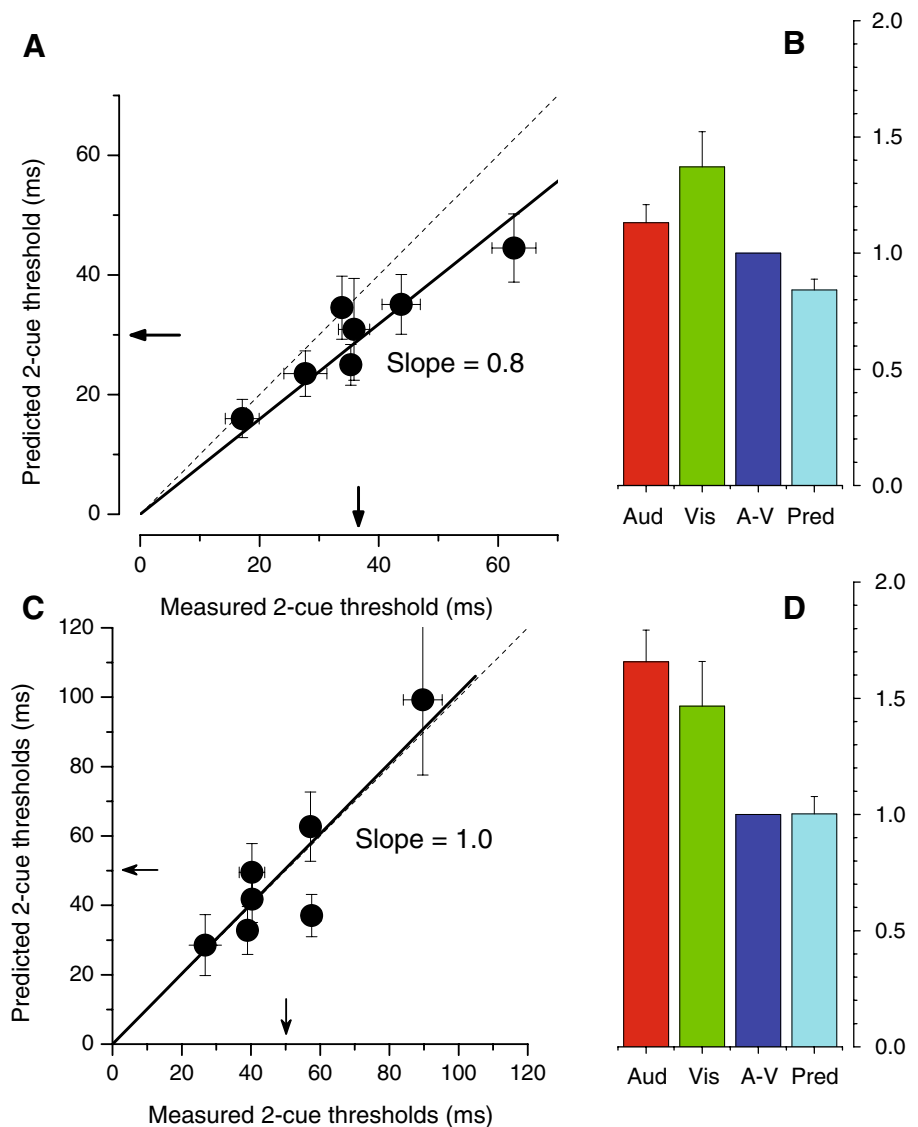 A
Predicted 2-cue threshold (ms)
60
40
20
0
Slope = 0.8
0 20 40 60
Measured 2-cue threshold (ms)
B
2.0
1.5
1.0
0.5
0.0
Aud Vis A-V Pred
C
Predicted 2-cue thresholds (ms)
120
100
80
60
40
20
0
Slope = 1.0
0 20 40 60 80 100 120
Measured 2-cue thresholds (ms)
D
2.0
1.5
1.0
0.5
0.0
Aud Vis A-V Pred